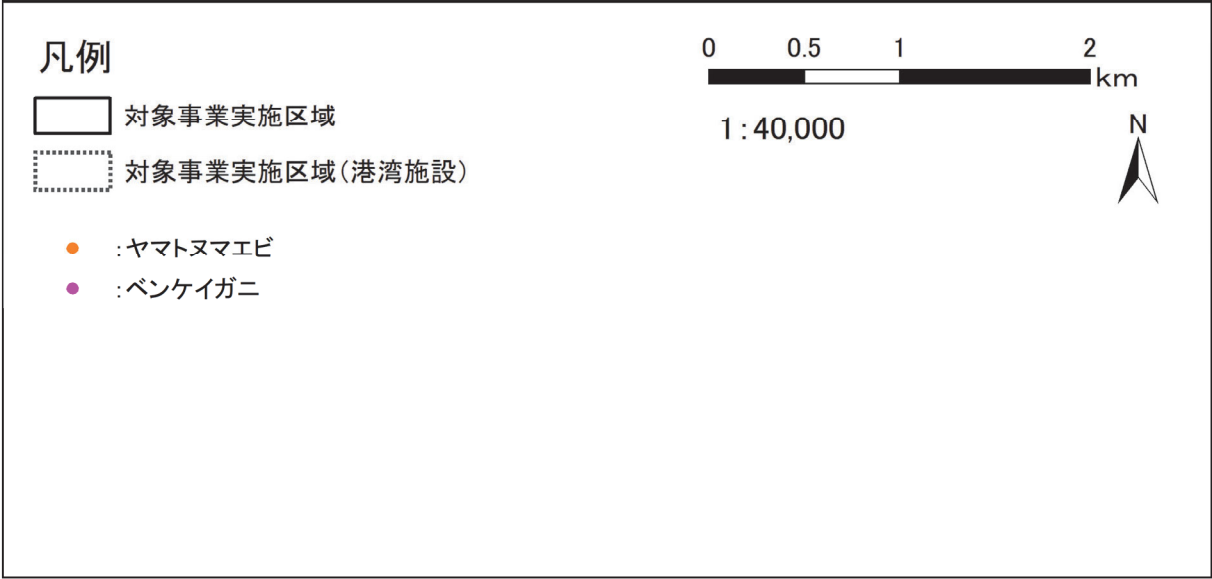 凡例
対象事業実施区域
対象事業実施区域(港湾施設)
:ヤマトヌマエビ
:ベンケイガニ
0 0.5 1 2
km
1:40,000
N